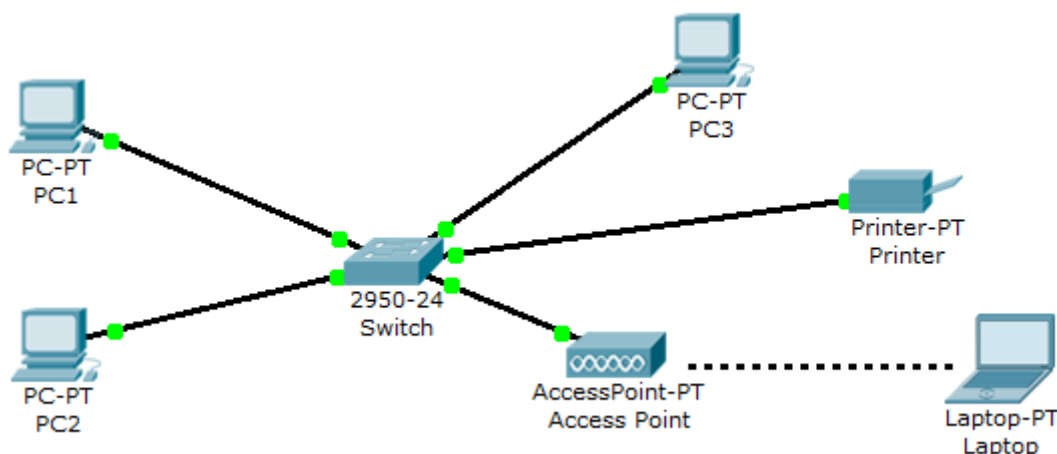 PC-PT
PC3
PC-PT
PC1
Printer-PT
Printer
2950-24
Switch
PC-PT
PC2
AccessPoint-PT
Access Point
Laptop-PT
Laptop